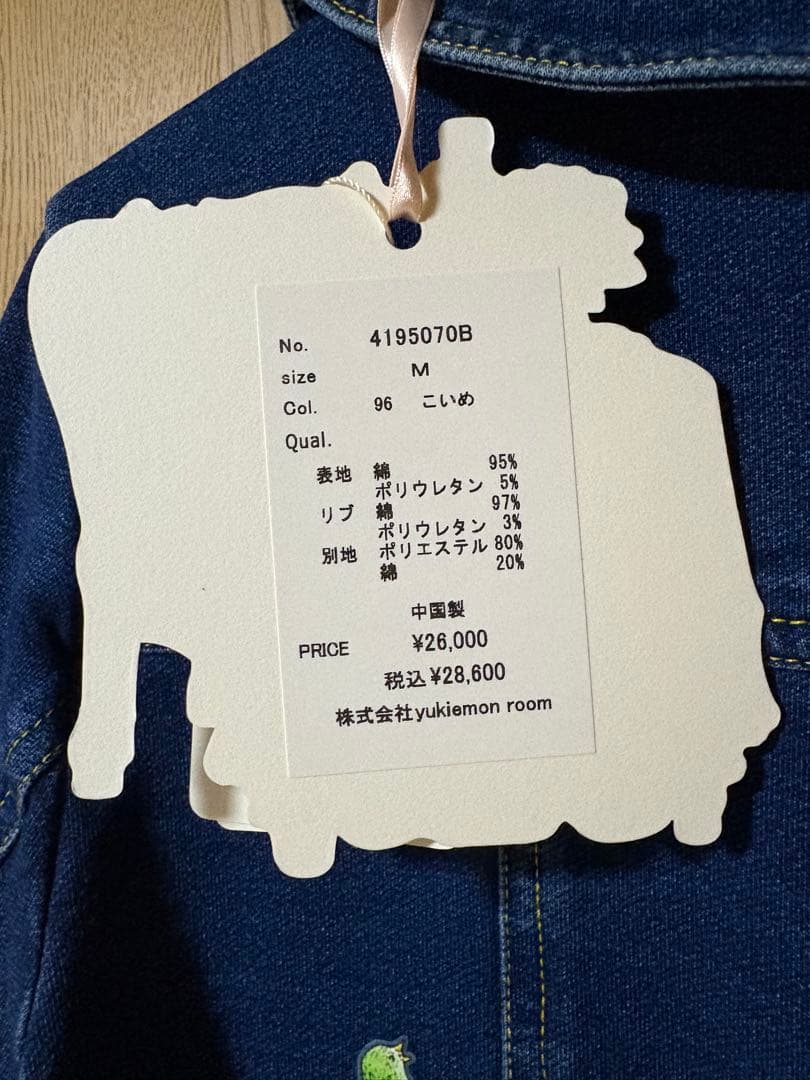 No. 4195070B
size M
Col. 96 こいめ
Qual.
表地 綿 95%
ポリウレタン 5%
リブ 綿 97%
ポリウレタン 3%
別地 ポリエステル 80%
綿 20%
中国製
PRICE ¥26,000
税込 ¥28,600
株式会社yukiemon room